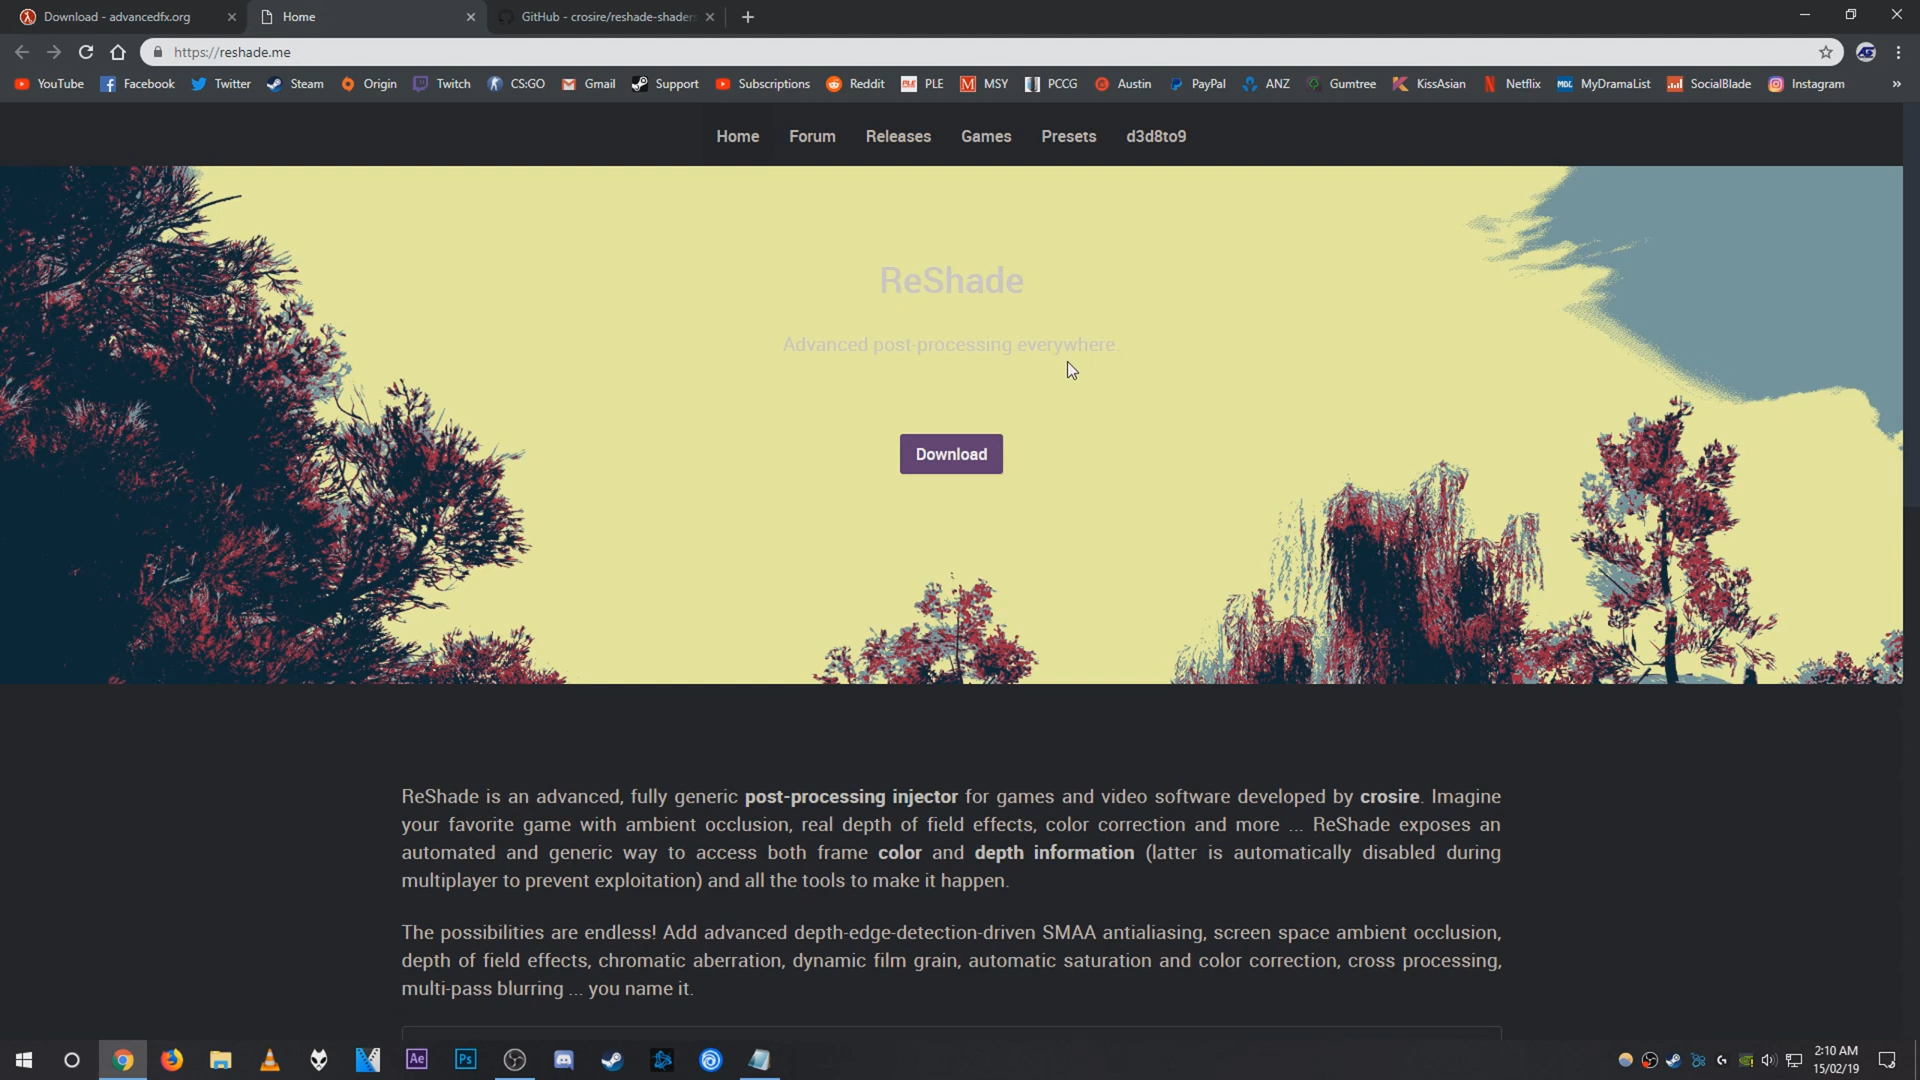 Download - advancedfx.org
Home
GitHub - crosire/reshade-shaders
https://reshade.me
YouTube Facebook Twitter Steam Origin Twitch CS:GO Gmail Support Subscriptions Reddit PLE MSY PCCG Austin PayPal ANZ Gumtree KissAsian Netflix MyDramaList SocialBlade Instagram »
Home Forum Releases Games Presets d3d8to9
ReShade
Advanced post-processing everywhere.
Download
ReShade is an advanced, fully generic post-processing injector for games and video software developed by crosire. Imagine
your favorite game with ambient occlusion, real depth of field effects, color correction and more ... ReShade exposes an
automated and generic way to access both frame color and depth information (latter is automatically disabled during
multiplayer to prevent exploitation) and all the tools to make it happen.
The possibilities are endless! Add advanced depth-edge-detection-driven SMAA antialiasing, screen space ambient occlusion,
depth of field effects, chromatic aberration, dynamic film grain, automatic saturation and color correction, cross processing,
multi-pass blurring ... you name it.
Ae Ps
2:10 AM
15/02/19